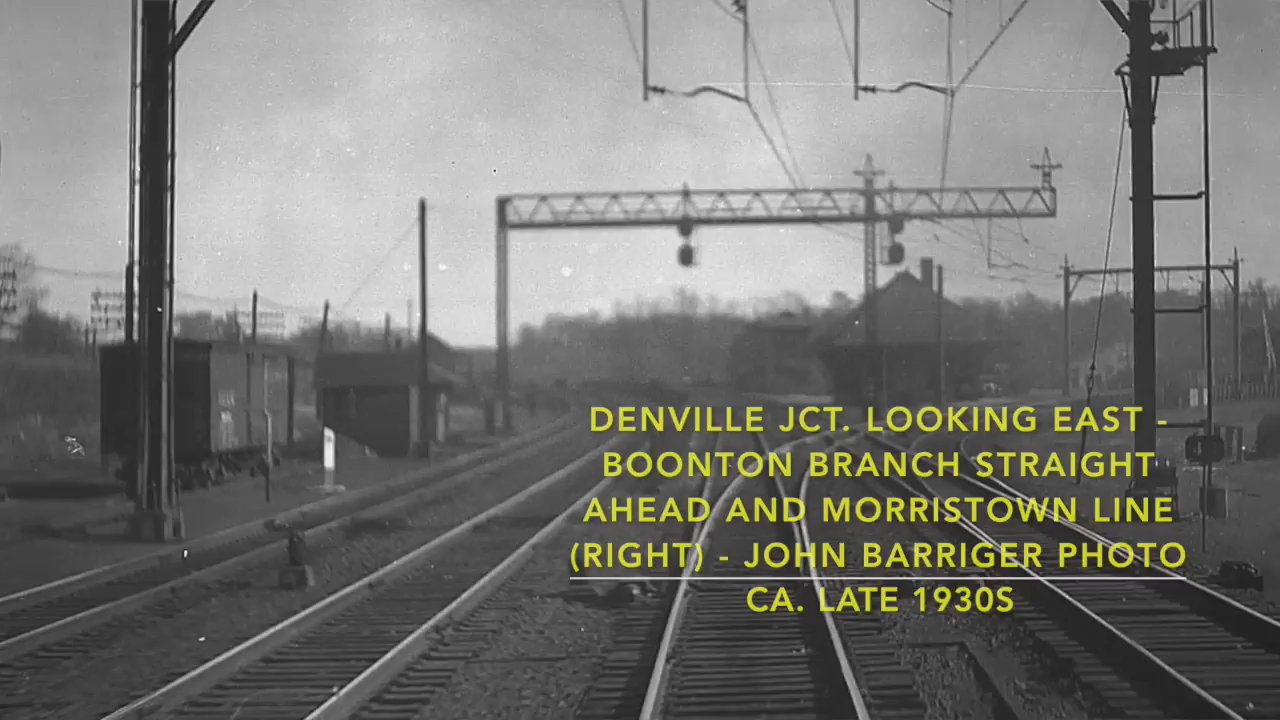 DENVILLE JCT. LOOKING EAST -
BOONTON BRANCH STRAIGHT
AHEAD AND MORRISTOWN LINE
(RIGHT) - JOHN BARRIGER PHOTO
CA. LATE 1930S